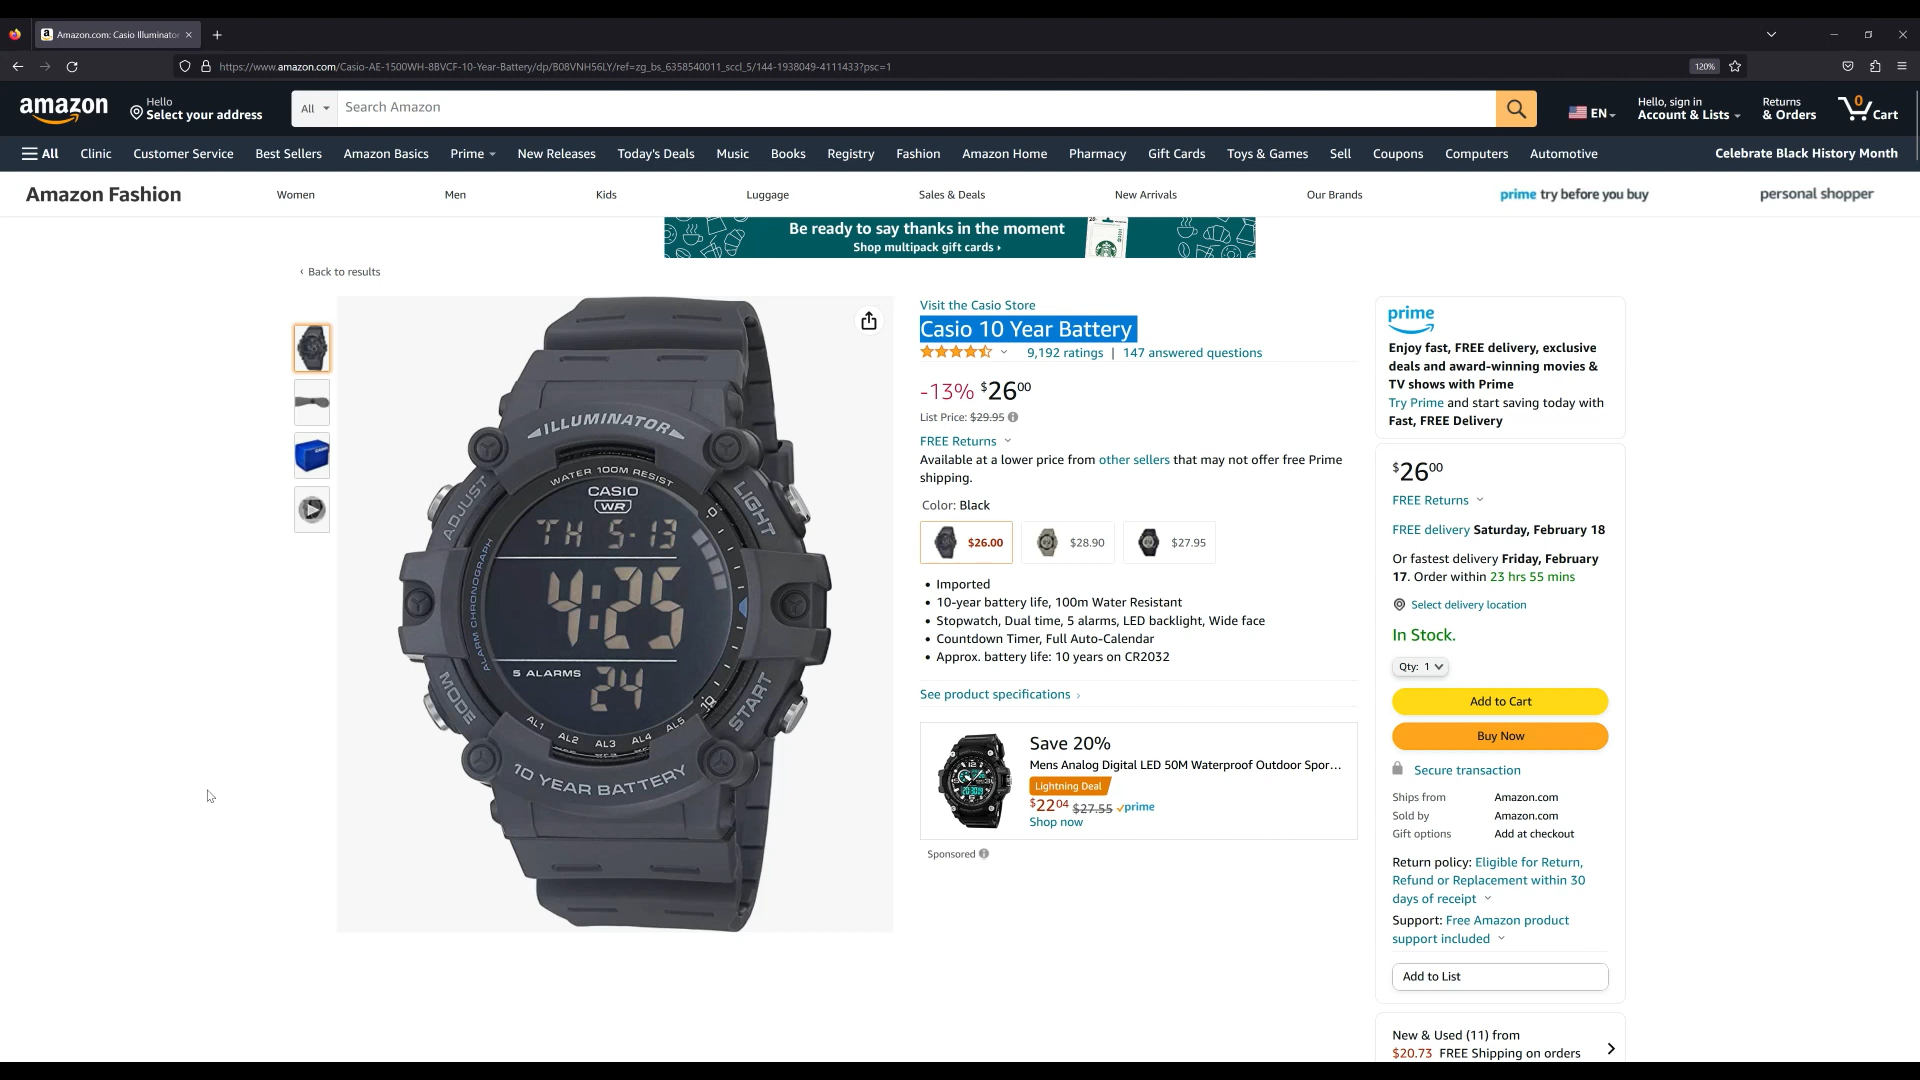 Amazon.com: Casio Illuminator
https://www.amazon.com/Casio-AE-1500WH-8BVCF-10-Year-Battery/dp/B08VNH56LY/ref=zg_bs_6358540011_sccl_5/144-1938049-4111433?psc=1
120%
amazon
Hello
Select your address
All
Search Amazon
EN
Hello, sign in
Account & Lists
Returns
& Orders
0
Cart
All
Clinic
Customer Service
Best Sellers
Amazon Basics
Prime
New Releases
Today's Deals
Music
Books
Registry
Fashion
Amazon Home
Pharmacy
Gift Cards
Toys & Games
Sell
Coupons
Computers
Automotive
Celebrate Black History Month
Amazon Fashion
Women
Men
Kids
Luggage
Sales & Deals
New Arrivals
Our Brands
prime try before you buy
personal shopper
Be ready to say thanks in the moment
Shop multipack gift cards ›
‹ Back to results
ILLUMINATOR
WATER 100M RESIST
CASIO
WR
ADJUST
LIGHT
TH 5-13
ALARM CHRONOGRAPH
4:25
5 ALARMS
24
MODE
START
AL1 AL2 AL3 AL4 AL5
10 YEAR BATTERY
Visit the Casio Store
Casio 10 Year Battery
9,192 ratings | 147 answered questions
-13% $26 00
List Price: $29.95
FREE Returns
Available at a lower price from other sellers that may not offer free Prime
shipping.
Color: Black
$26.00
$28.90
$27.95
• Imported
• 10-year battery life, 100m Water Resistant
• Stopwatch, Dual time, 5 alarms, LED backlight, Wide face
• Countdown Timer, Full Auto-Calendar
• Approx. battery life: 10 years on CR2032
See product specifications ›
Save 20%
Mens Analog Digital LED 50M Waterproof Outdoor Spor...
Lightning Deal
$22 04 $27.55 prime
Shop now
Sponsored
prime
Enjoy fast, FREE delivery, exclusive
deals and award-winning movies &
TV shows with Prime
Try Prime and start saving today with
Fast, FREE Delivery
$26 00
FREE Returns
FREE delivery Saturday, February 18
Or fastest delivery Friday, February
17. Order within 23 hrs 55 mins
Select delivery location
In Stock.
Qty: 1
Add to Cart
Buy Now
Secure transaction
Ships from Amazon.com
Sold by Amazon.com
Gift options Add at checkout
Return policy: Eligible for Return,
Refund or Replacement within 30
days of receipt
Support: Free Amazon product
support included
Add to List
New & Used (11) from
$20.73 FREE Shipping on orders